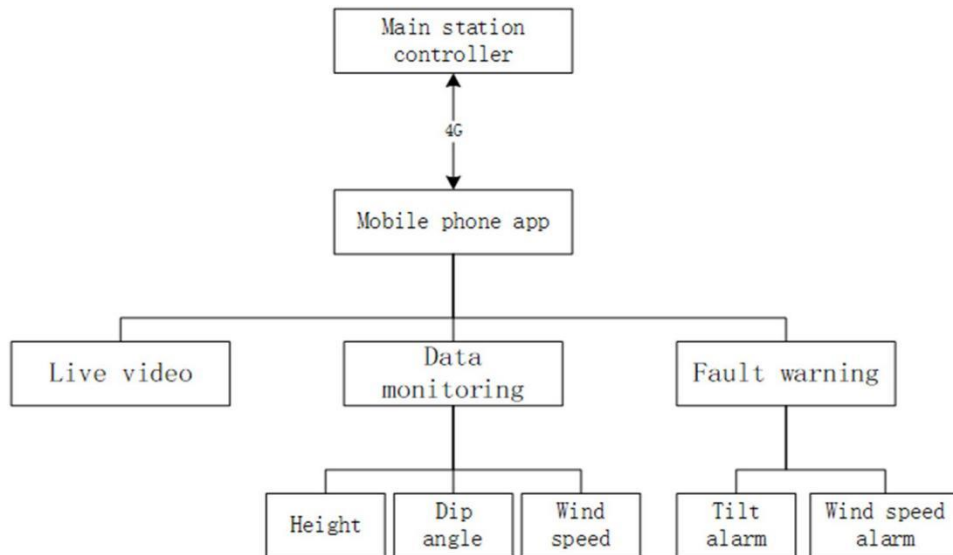 Main station
controller
4G
Mobile phone app
Live video
Data
monitoring
Fault warning
Height
Dip
angle
Wind
speed
Tilt
alarm
Wind speed
alarm